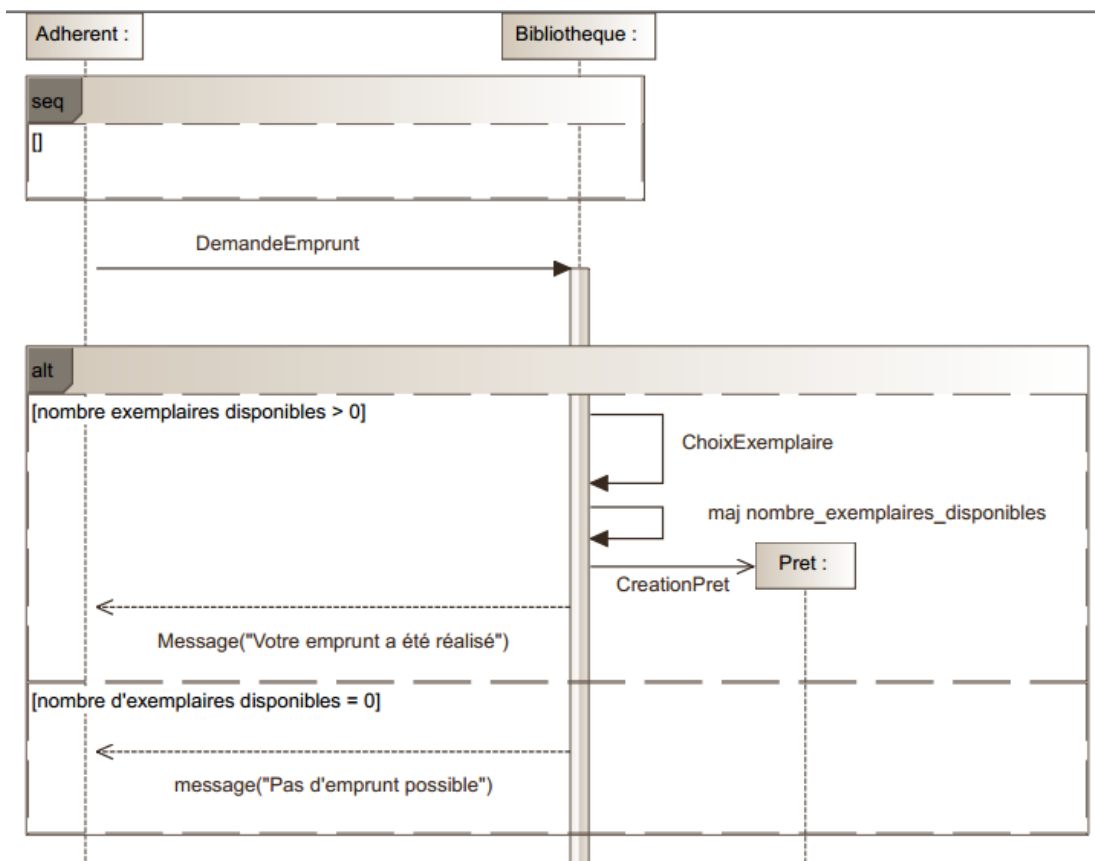 Adherent :
Bibliotheque :
seq
[]
DemandeEmprunt
alt
[nombre exemplaires disponibles > 0]
ChoixExemplaire
maj nombre_exemplaires_disponibles
Pret :
CreationPret
Message("Votre emprunt a été réalisé")
[nombre d'exemplaires disponibles = 0]
message("Pas d'emprunt possible")